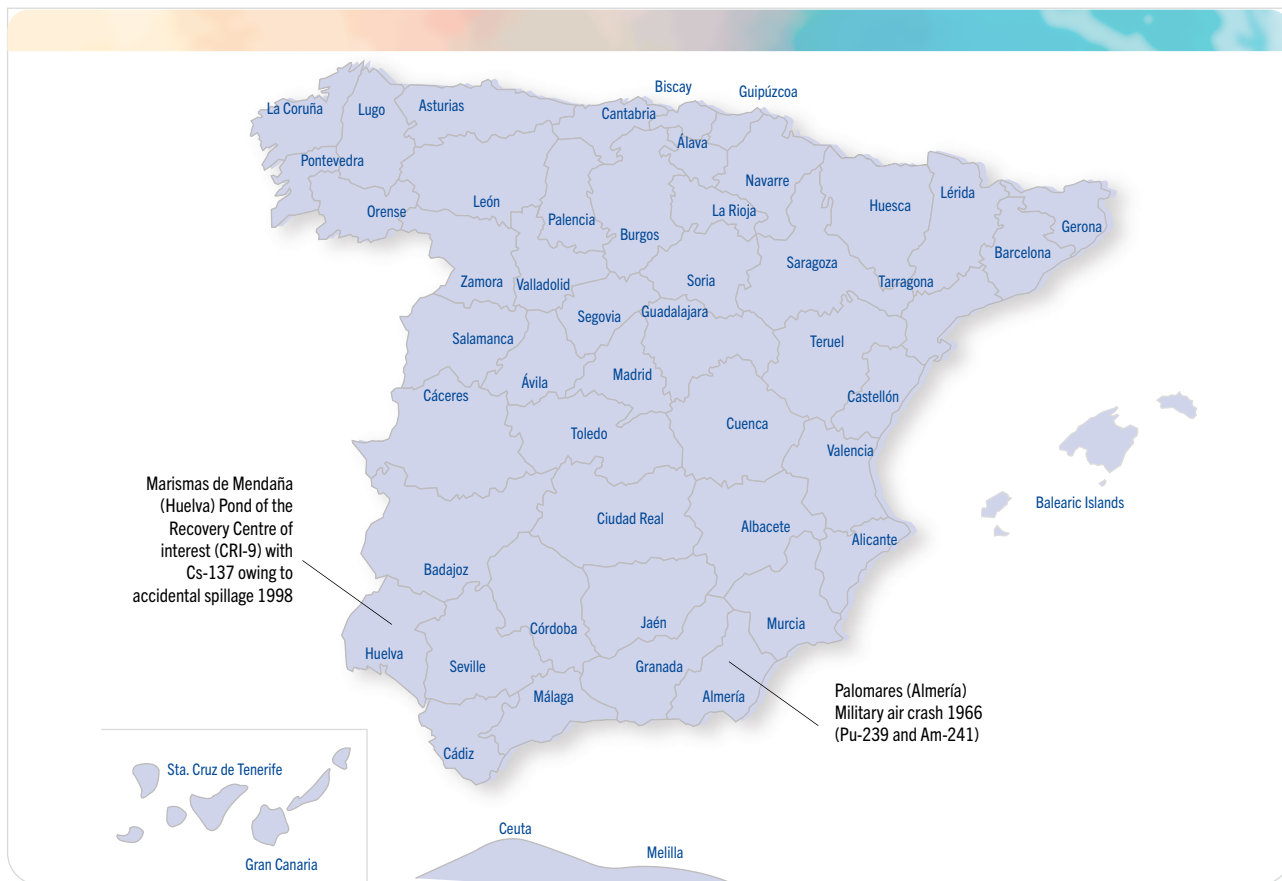 Biscay
Guipúzcoa
La Coruña
Lugo
Asturias
Cantabria
Álava
Pontevedra
Navarre
Lérida
León
Huesca
Orense
Palencia
La Rioja
Gerona
Burgos
Barcelona
Saragoza
Zamora
Valladolid
Soria
Tarragona
Segovia
Guadalajara
Salamanca
Teruel
Ávila
Madrid
Cáceres
Castellón
Toledo
Cuenca
Valencia
Marismas de Mendaña
(Huelva) Pond of the
Recovery Centre of
interest (CRI-9) with
Cs-137 owing to
accidental spillage 1998
Balearic Islands
Ciudad Real
Albacete
Alicante
Badajoz
Jaén
Murcia
Córdoba
Huelva
Seville
Granada
Málaga
Almería
Palomares (Almería)
Military air crash 1966
(Pu-239 and Am-241)
Cádiz
Sta. Cruz de Tenerife
Gran Canaria
Ceuta
Melilla